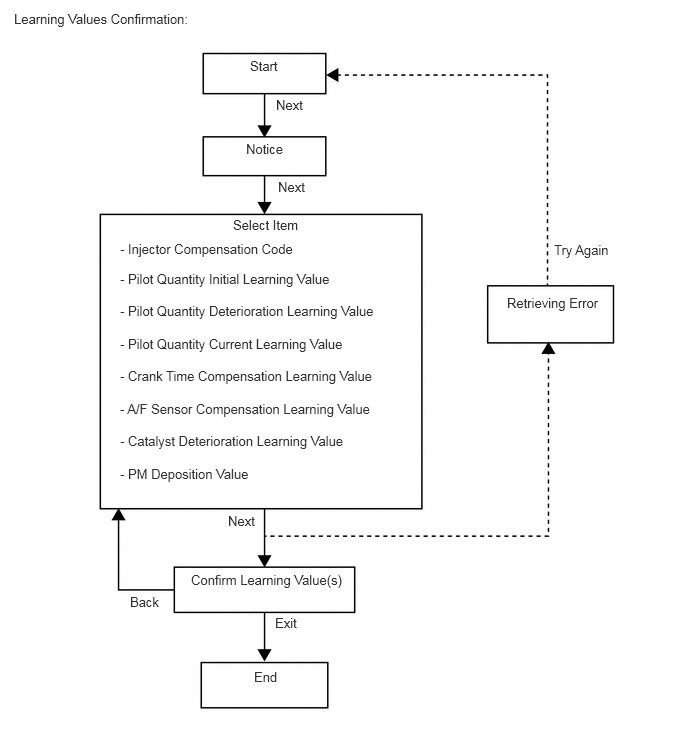 Learning Values Confirmation:
Start
Next
Notice
Next
Select Item
- Injector Compensation Code
- Pilot Quantity Initial Learning Value
- Pilot Quantity Deterioration Learning Value
- Pilot Quantity Current Learning Value
- Crank Time Compensation Learning Value
- A/F Sensor Compensation Learning Value
- Catalyst Deterioration Learning Value
- PM Deposition Value
Try Again
Retrieving Error
Next
Confirm Learning Value(s)
Back
Exit
End